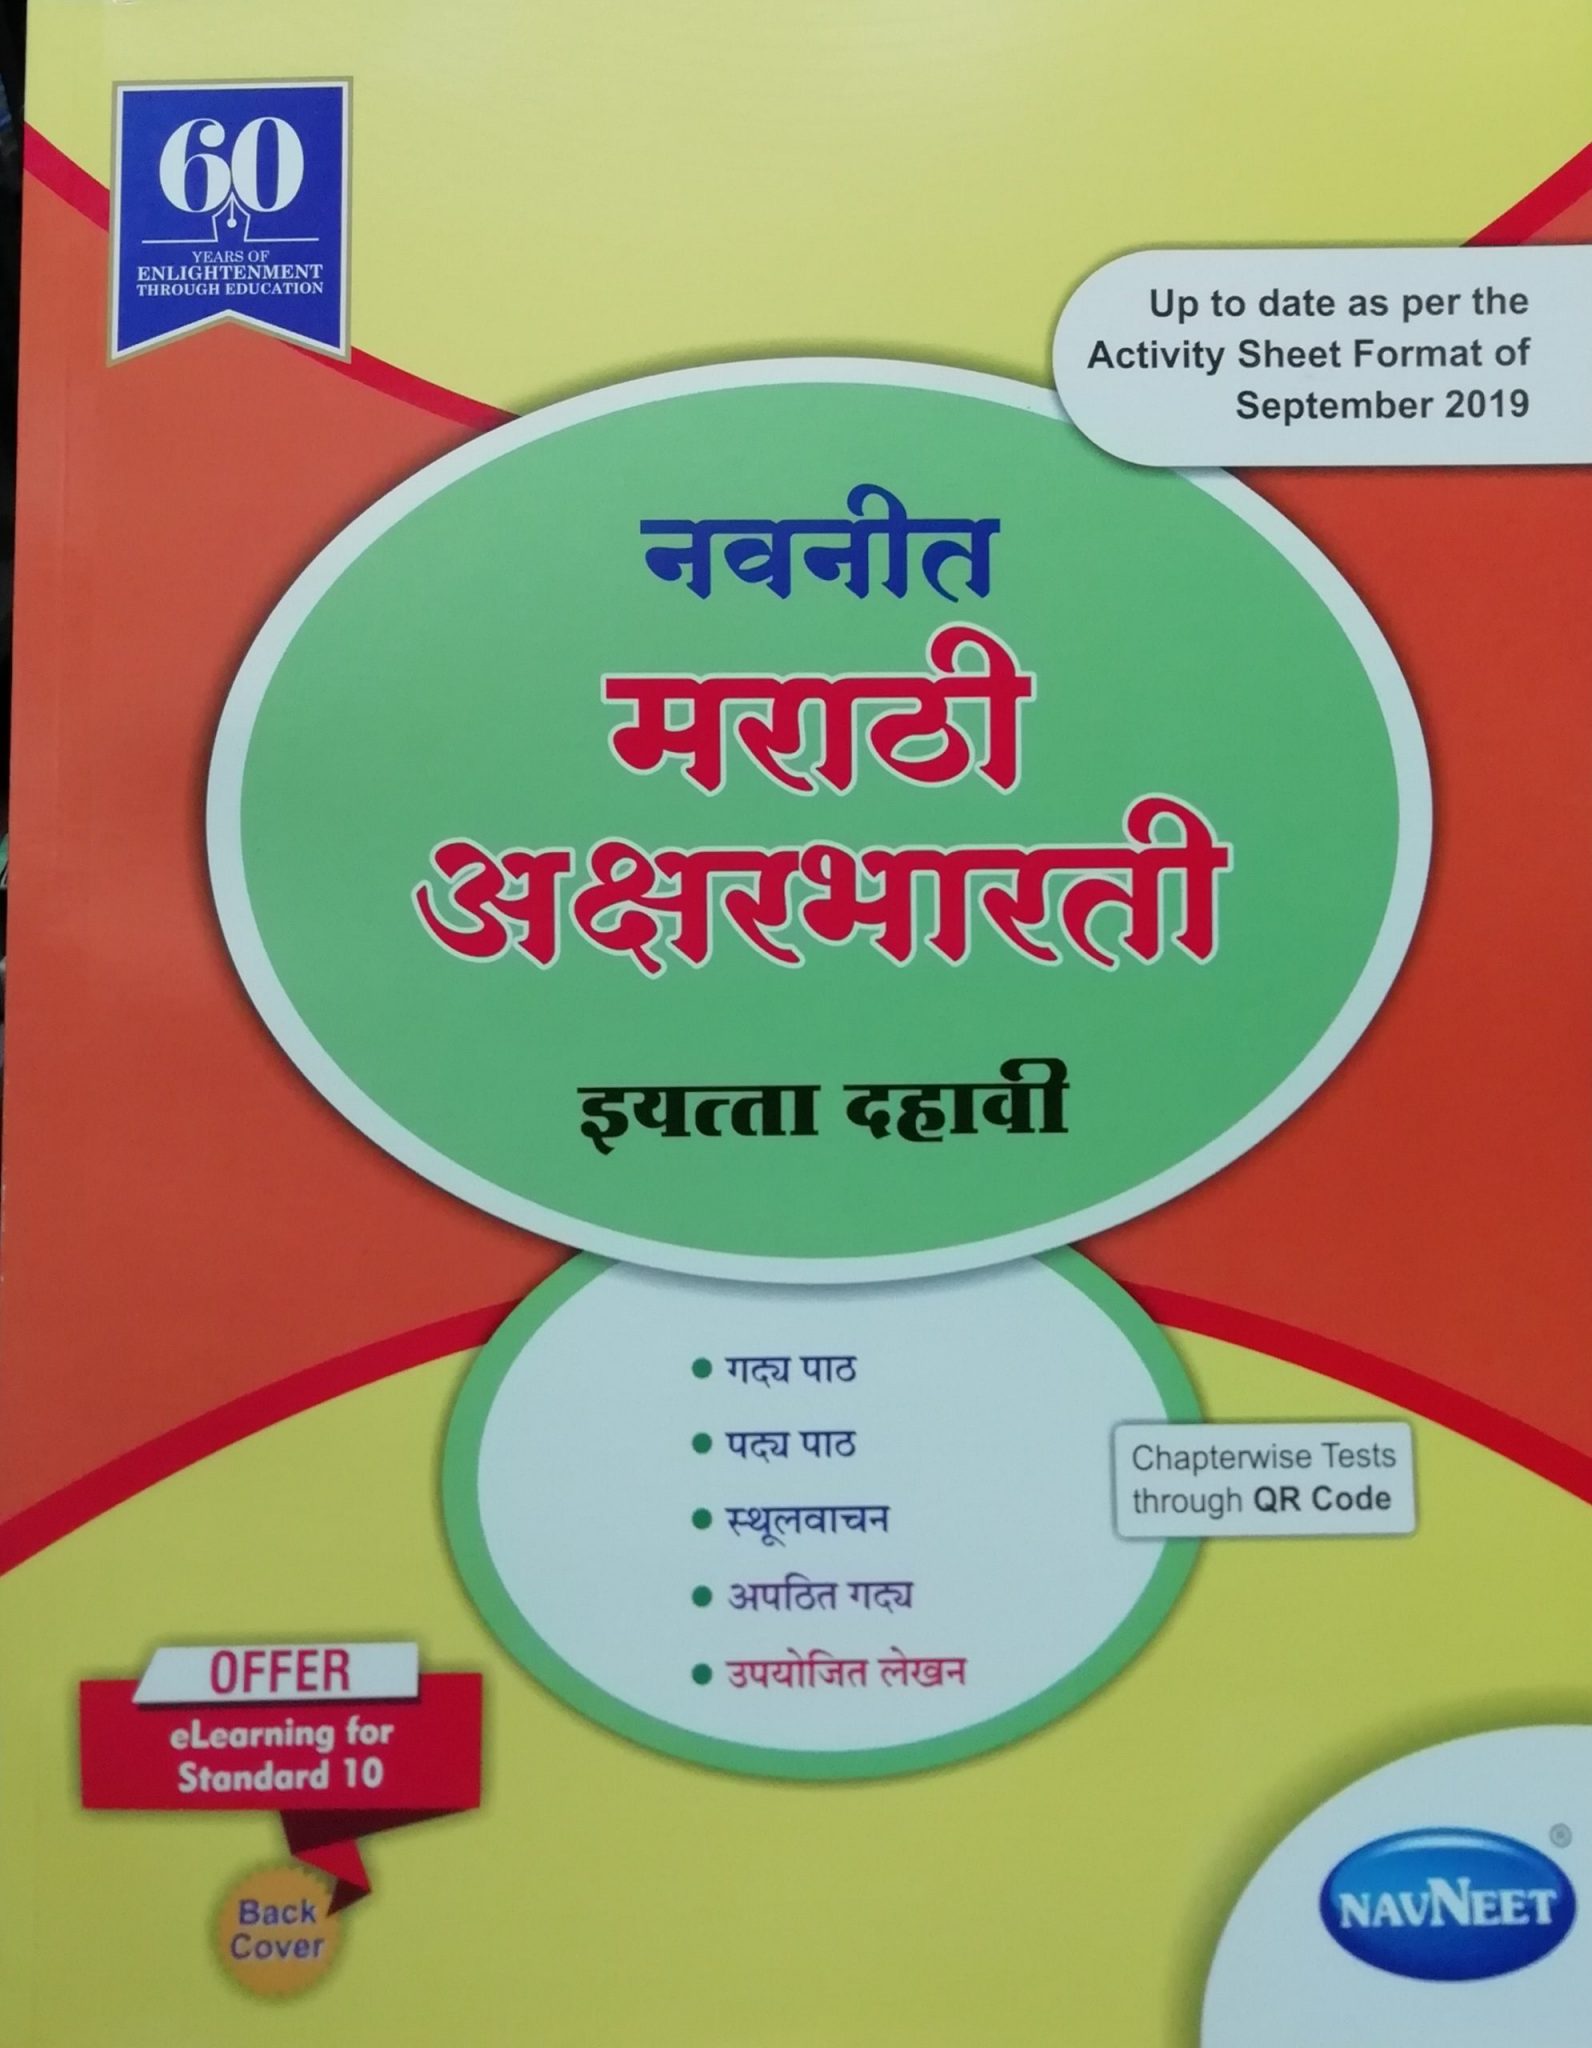 60
YEARS OF
ENLIGHTENMENT
THROUGH EDUCATION
Up to date as per the
Activity Sheet Format of
September 2019
नवनीत
मराठी
अक्षरभारती
इयत्ता दहावी
• गद्य पाठ
• पद्य पाठ
• स्थूलवाचन
• अपठित गद्य
• उपयोजित लेखन
Chapterwise Tests
through QR Code
OFFER
eLearning for
Standard 10
Back
Cover
NAVNEET ®